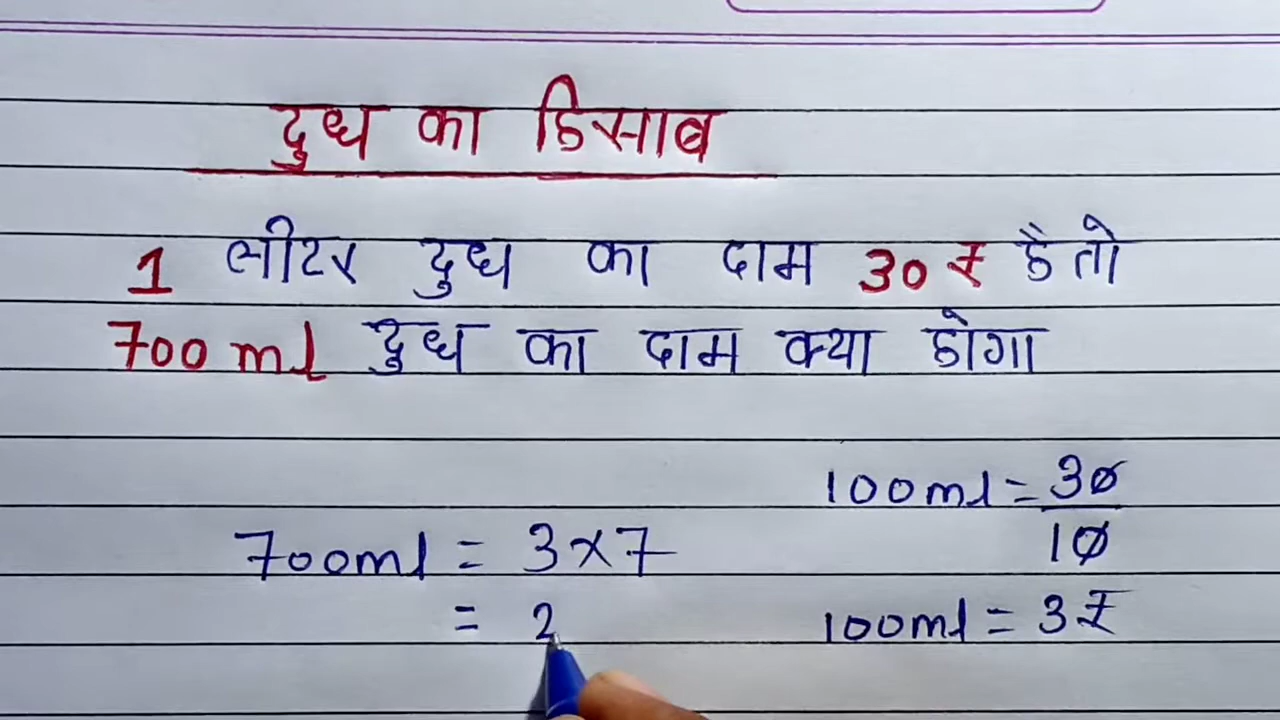 दुध का हिसाब
1 लीटर दुध का दाम 30 ₹ है तो
700 ml दुध का दाम क्या होगा
100ml = 30/10
700ml = 3×7
= 2
100ml = 3₹